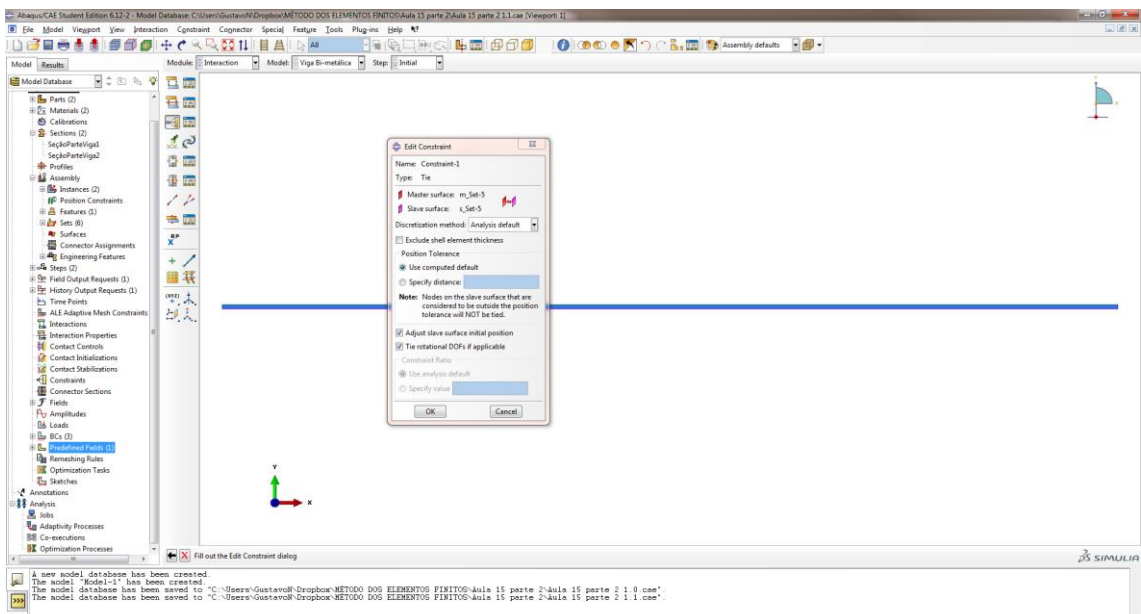 Abaqus/CAE Student Edition 6.12-2 - Model Database: C:\Users\GustavoN\Dropbox\MÉTODO DOS ELEMENTOS FINITOS\Aula 15 parte 2\Aula 15 parte 2 1.1.cae [Viewport: 1]
File Model Viewport View Interaction Constraint Connector Special Feature Tools Plug-ins Help
All
Assembly defaults
Model Results
Module: Interaction Model: Viga Bi-metálica Step: Initial
Model Database
Parts (2)
Materials (2)
Calibrations
Sections (2)
SeçãoParteViga1
SeçãoParteViga2
Profiles
Assembly
Instances (2)
Position Constraints
Features (1)
Sets (6)
Surfaces
Connector Assignments
Engineering Features
Steps (2)
Field Output Requests (1)
History Output Requests (1)
Time Points
ALE Adaptive Mesh Constraints
Interactions
Interaction Properties
Contact Controls
Contact Initializations
Contact Stabilizations
Constraints
Connector Sections
Fields
Amplitudes
Loads
BCs (3)
Predefined Fields (1)
Remeshing Rules
Optimization Tasks
Sketches
Annotations
Analysis
Jobs
Adaptivity Processes
Co-executions
Optimization Processes
RP
(XYZ)
Edit Constraint
Name: Constraint-1
Type: Tie
Master surface: m_Set-5
Slave surface: s_Set-5
Discretization method: Analysis default
Exclude shell element thickness
Position Tolerance
Use computed default
Specify distance:
Note: Nodes on the slave surface that are
considered to be outside the position
tolerance will NOT be tied.
Adjust slave surface initial position
Tie rotational DOFs if applicable
Constraint Ratio
Use analysis default
Specify value
OK Cancel
Y
X
Fill out the Edit Constraint dialog
SIMULIA
A new model database has been created.
The model "Model-1" has been created.
The model database has been saved to "C:\Users\GustavoN\Dropbox\MÉTODO DOS ELEMENTOS FINITOS\Aula 15 parte 2\Aula 15 parte 2 1.0.cae".
The model database has been saved to "C:\Users\GustavoN\Dropbox\MÉTODO DOS ELEMENTOS FINITOS\Aula 15 parte 2\Aula 15 parte 2 1.1.cae".